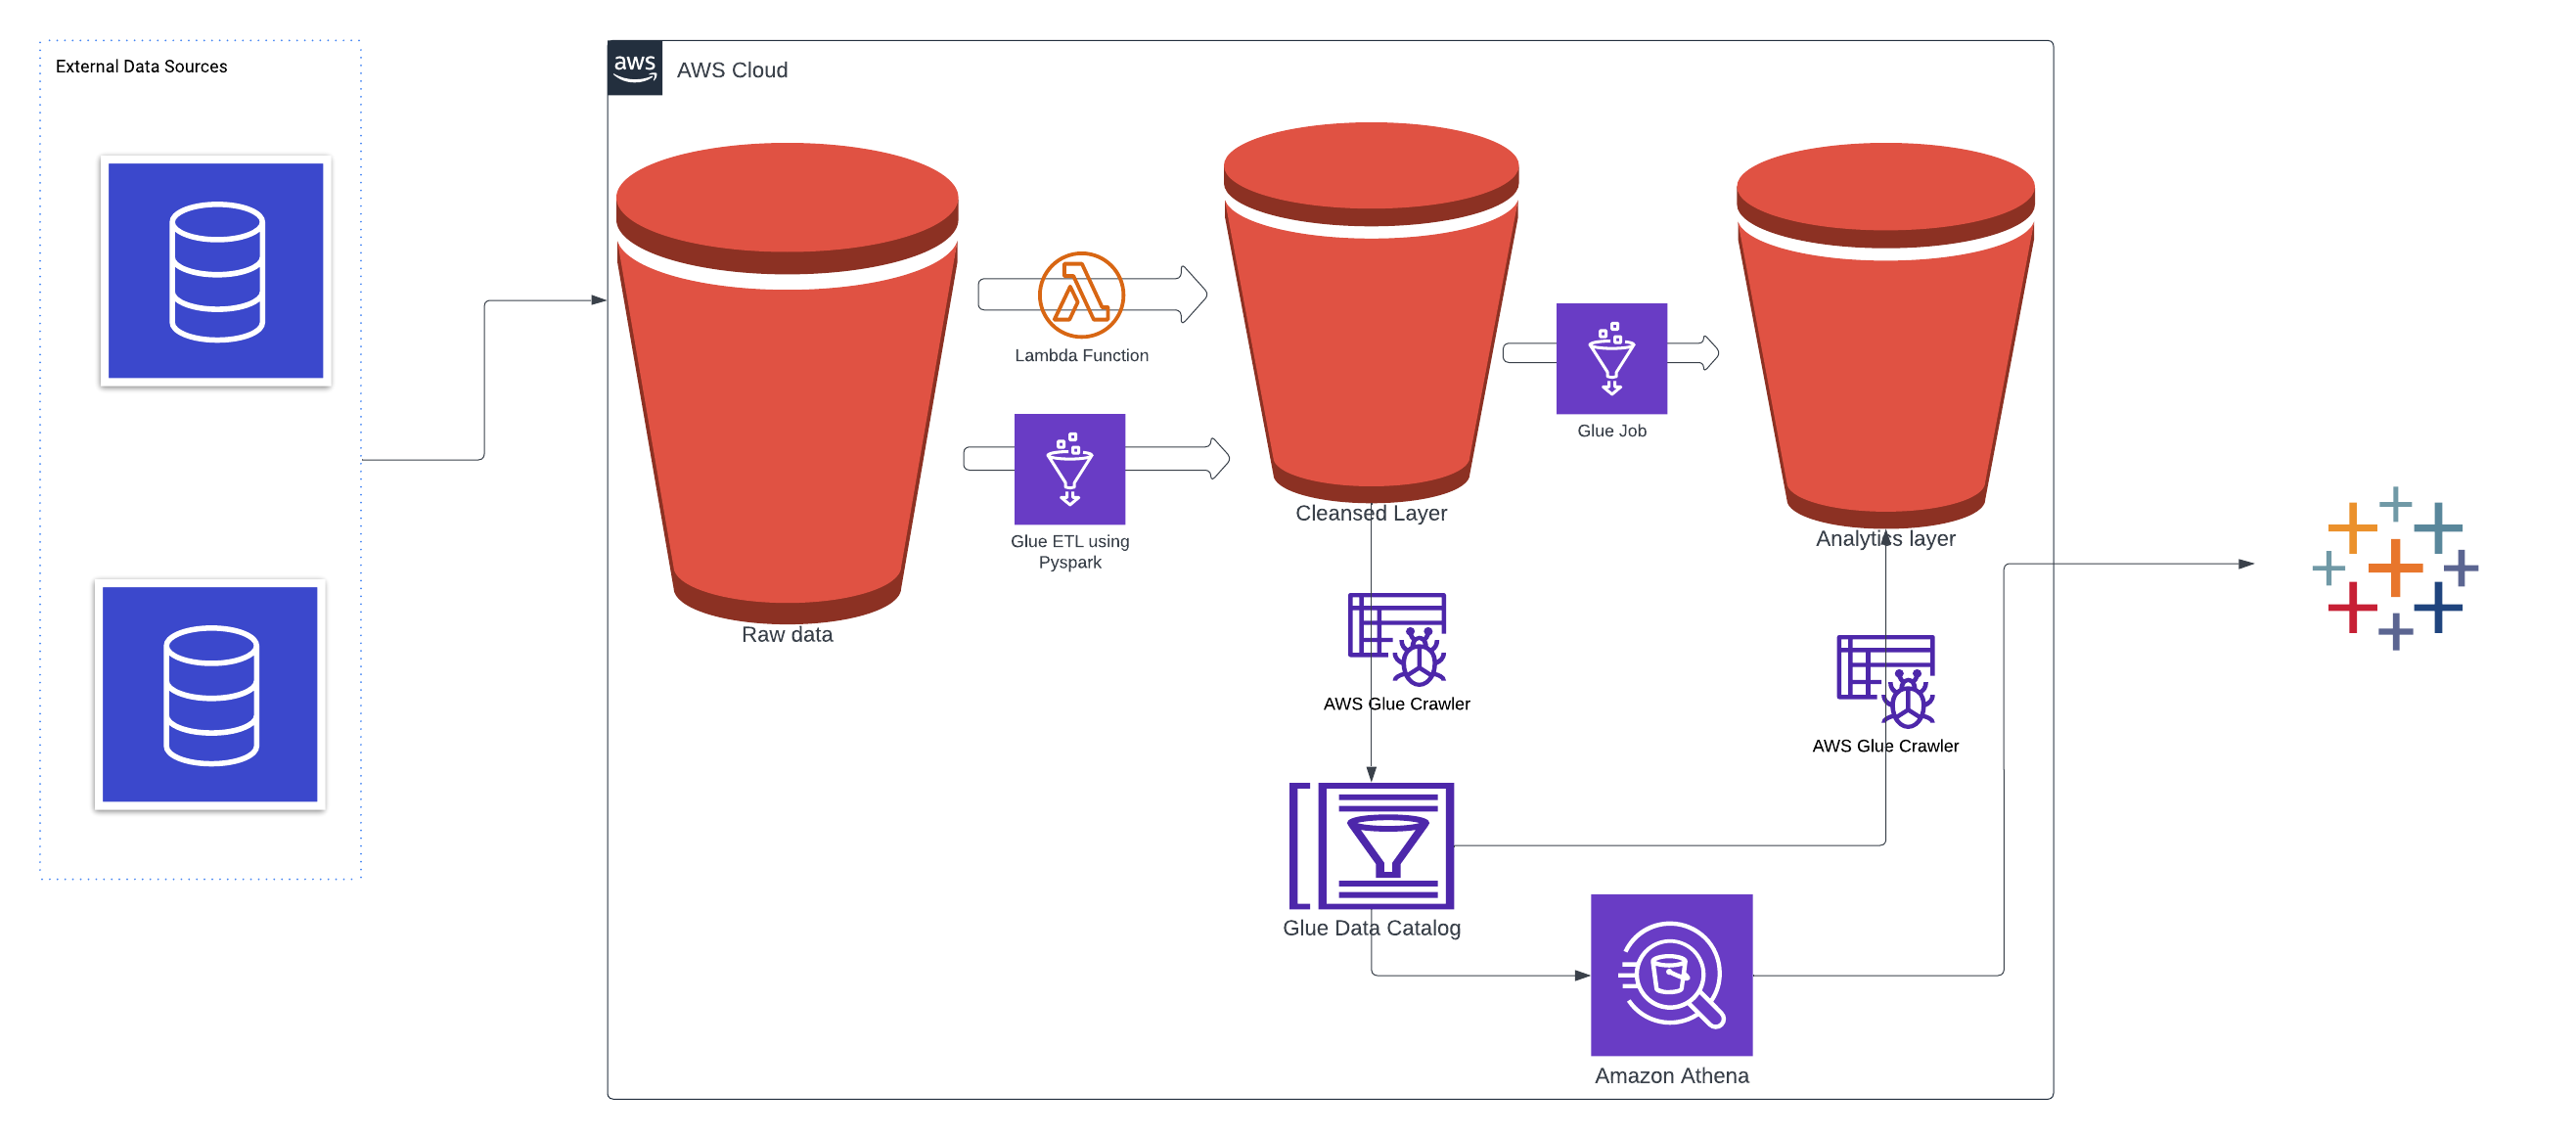 External Data Sources
aws
AWS Cloud
Lambda Function
Glue ETL using
Pyspark
Raw data
Cleansed Layer
Glue Job
Analytics layer
AWS Glue Crawler
AWS Glue Crawler
Glue Data Catalog
Amazon Athena